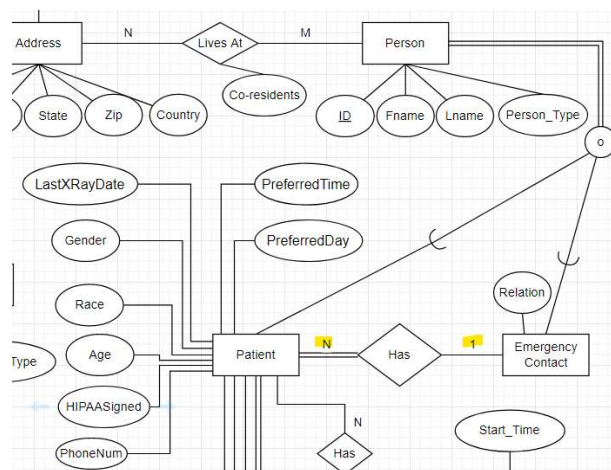 Address
N
Lives At
M
Person
Co-residents
State
Zip
Country
ID
Fname
Lname
Person_Type
o
LastXRayDate
PreferredTime
Gender
PreferredDay
Relation
Race
Patient
N
Has
1
Emergency
Contact
Type
Age
HIPAASigned
N
Start_Time
PhoneNum
Has